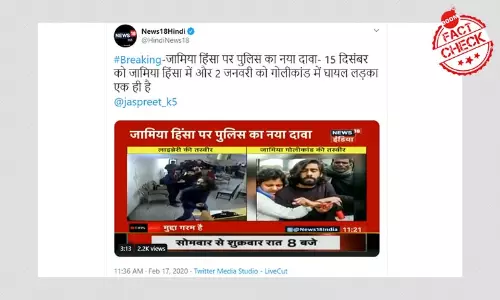 News18Hindi
@HindiNews18
100%
FACT
CHECK
#Breaking-जामिया हिंसा पर पुलिस का नया दावा- 15 दिसंबर
को जामिया हिंसा में और 2 जनवरी को गोलीकांड में घायल लड़का
एक ही है
@jaspreet_k5
जामिया हिंसा पर पुलिस का नया दावा
NEWS 18
इंडिया
लाइब्रेरी की तस्वीर
जामिया गोलीकांड की तस्वीर
मुद्दा गरम है
@News18India
11:21
सोमवार से शुक्रवार रात 8 बजे
3:13
2.2K views
11:36 AM - Feb 17, 2020 · Twitter Media Studio - LiveCut